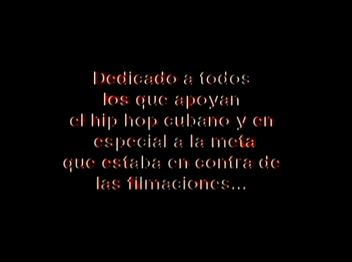 Dedicado a todos
los que apoyan
el hip hop cubano y en
especial a la meta
que estaba en contra de
las filmaciones...